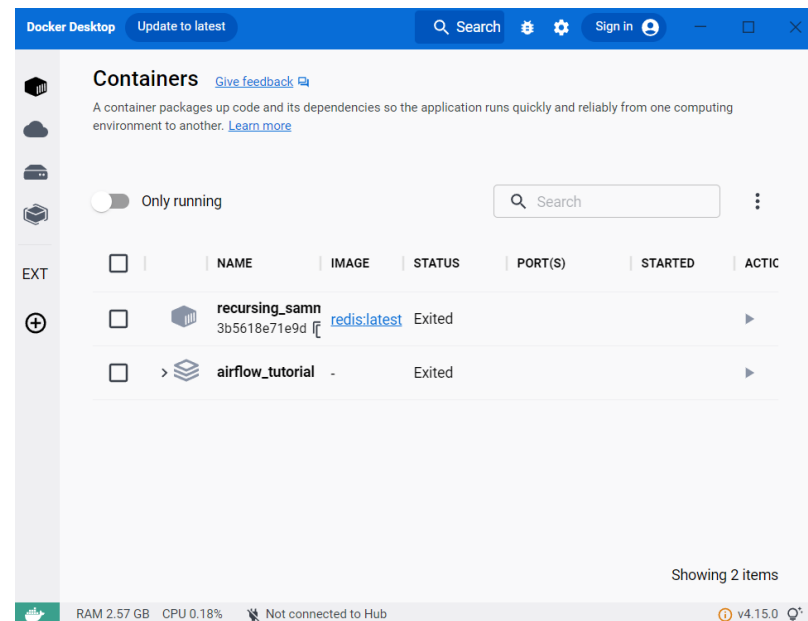 Docker Desktop Update to latest Search Sign in
Containers Give feedback
A container packages up code and its dependencies so the application runs quickly and reliably from one computing
environment to another. Learn more
Only running Search
NAME IMAGE STATUS PORT(S) STARTED ACTIC
recursing_samn
3b5618e71e9d redis:latest Exited
airflow_tutorial - Exited
EXT
Showing 2 items
RAM 2.57 GB CPU 0.18% Not connected to Hub v4.15.0